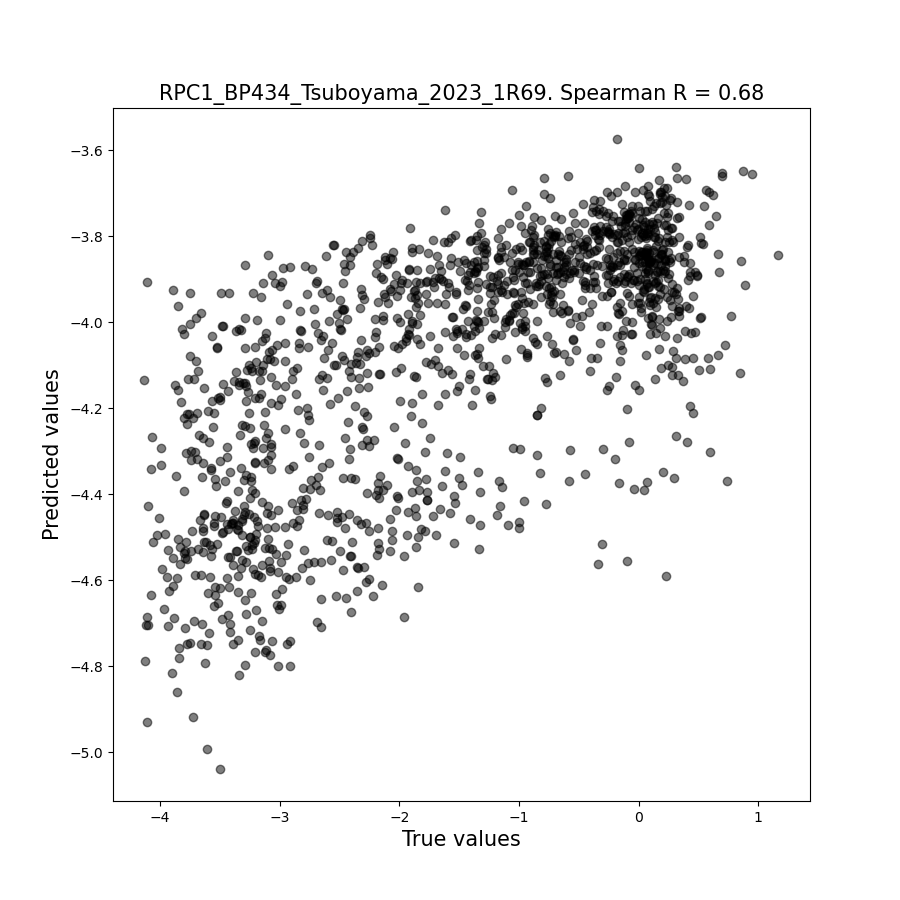 RPC1_BP434_Tsuboyama_2023_1R69. Spearman R = 0.68
Predicted values
−3.6
−3.8
−4.0
−4.2
−4.4
−4.6
−4.8
−5.0
−4 −3 −2 −1 0 1
True values